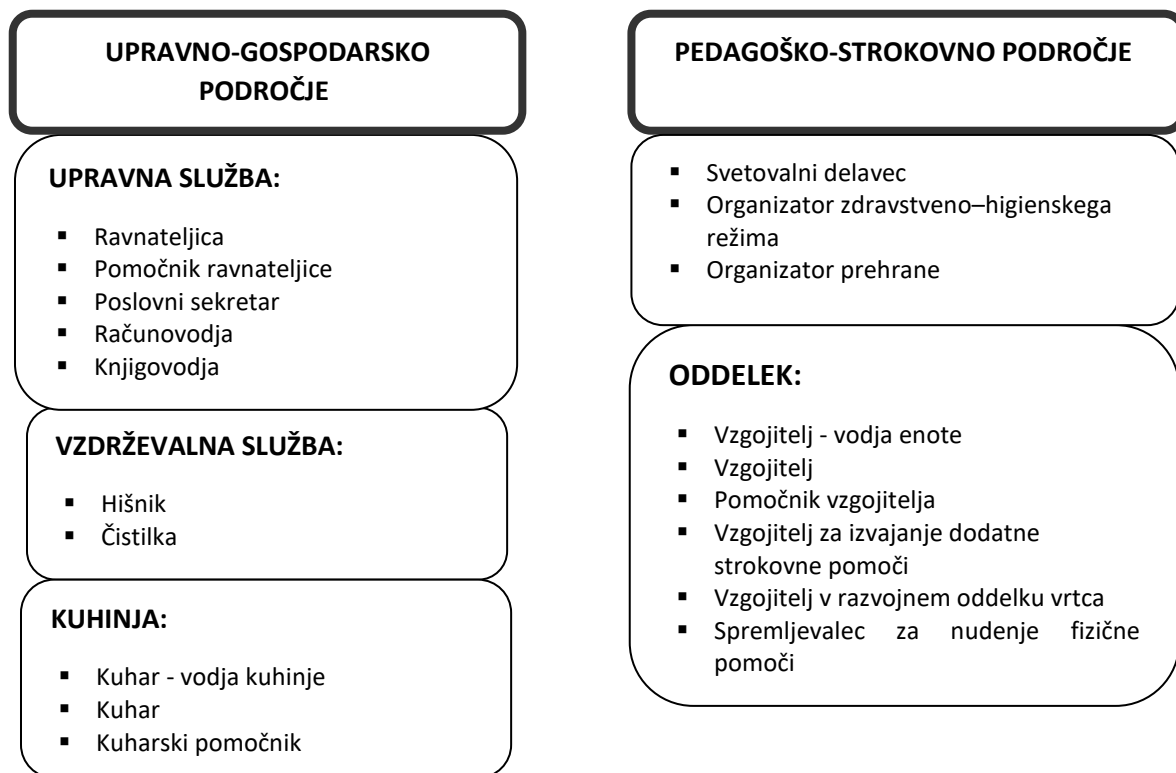 UPRAVNO-GOSPODARSKO
PODROČJE
UPRAVNA SLUŽBA:
▪ Ravnateljica
▪ Pomočnik ravnateljice
▪ Poslovni sekretar
▪ Računovodja
▪ Knjigovodja
VZDRŽEVALNA SLUŽBA:
▪ Hišnik
▪ Čistilka
KUHINJA:
▪ Kuhar - vodja kuhinje
▪ Kuhar
▪ Kuharski pomočnik
PEDAGOŠKO-STROKOVNO PODROČJE
▪ Svetovalni delavec
▪ Organizator zdravstveno–higienskega
režima
▪ Organizator prehrane
ODDELEK:
▪ Vzgojitelj - vodja enote
▪ Vzgojitelj
▪ Pomočnik vzgojitelja
▪ Vzgojitelj za izvajanje dodatne
strokovne pomoči
▪ Vzgojitelj v razvojnem oddelku vrtca
▪ Spremljevalec za nudenje fizične
pomoči